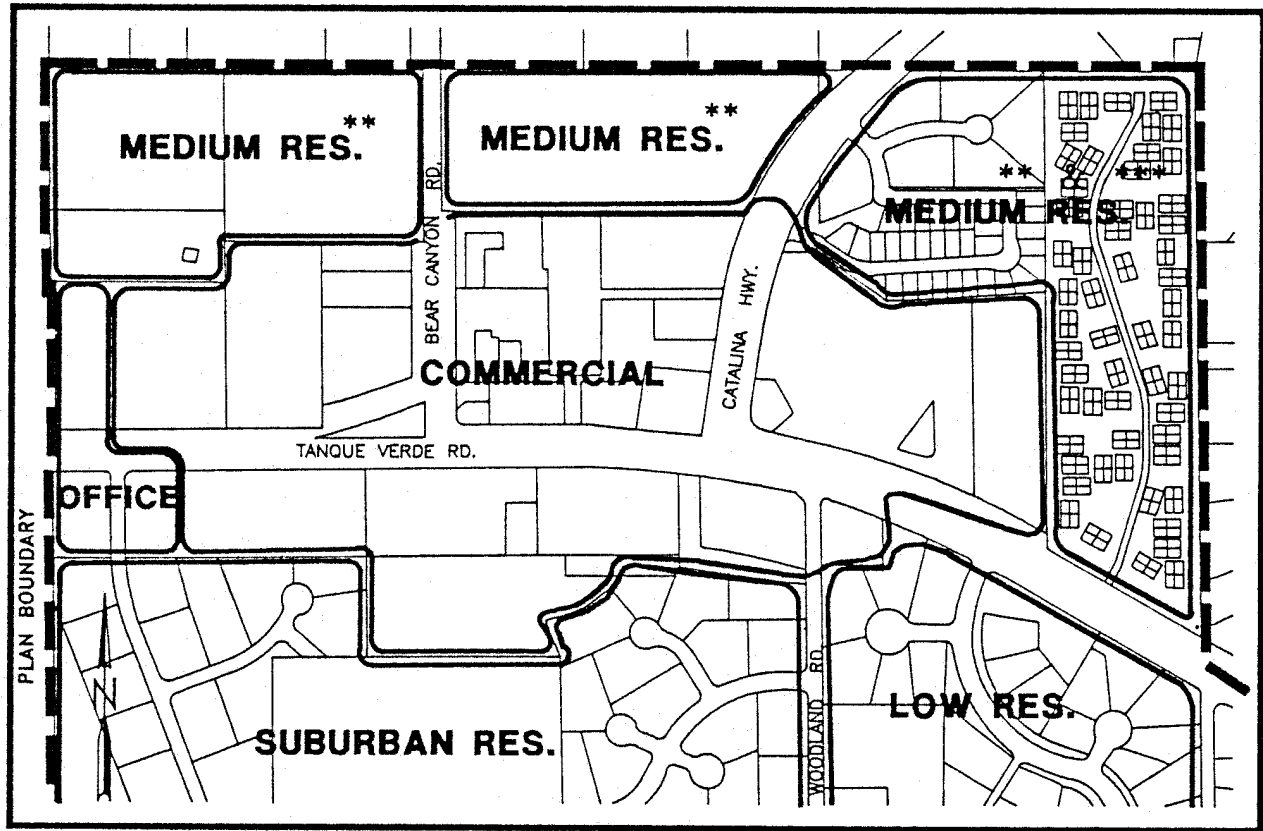 **
MEDIUM RES.
**
MEDIUM RES.
** & ***
MEDIUM RES.
BEAR CANYON RD.
CATALINA HWY.
COMMERCIAL
TANQUE VERDE RD.
OFFICE
PLAN BOUNDARY
N
SUBURBAN RES.
WOODLAND RD.
LOW RES.